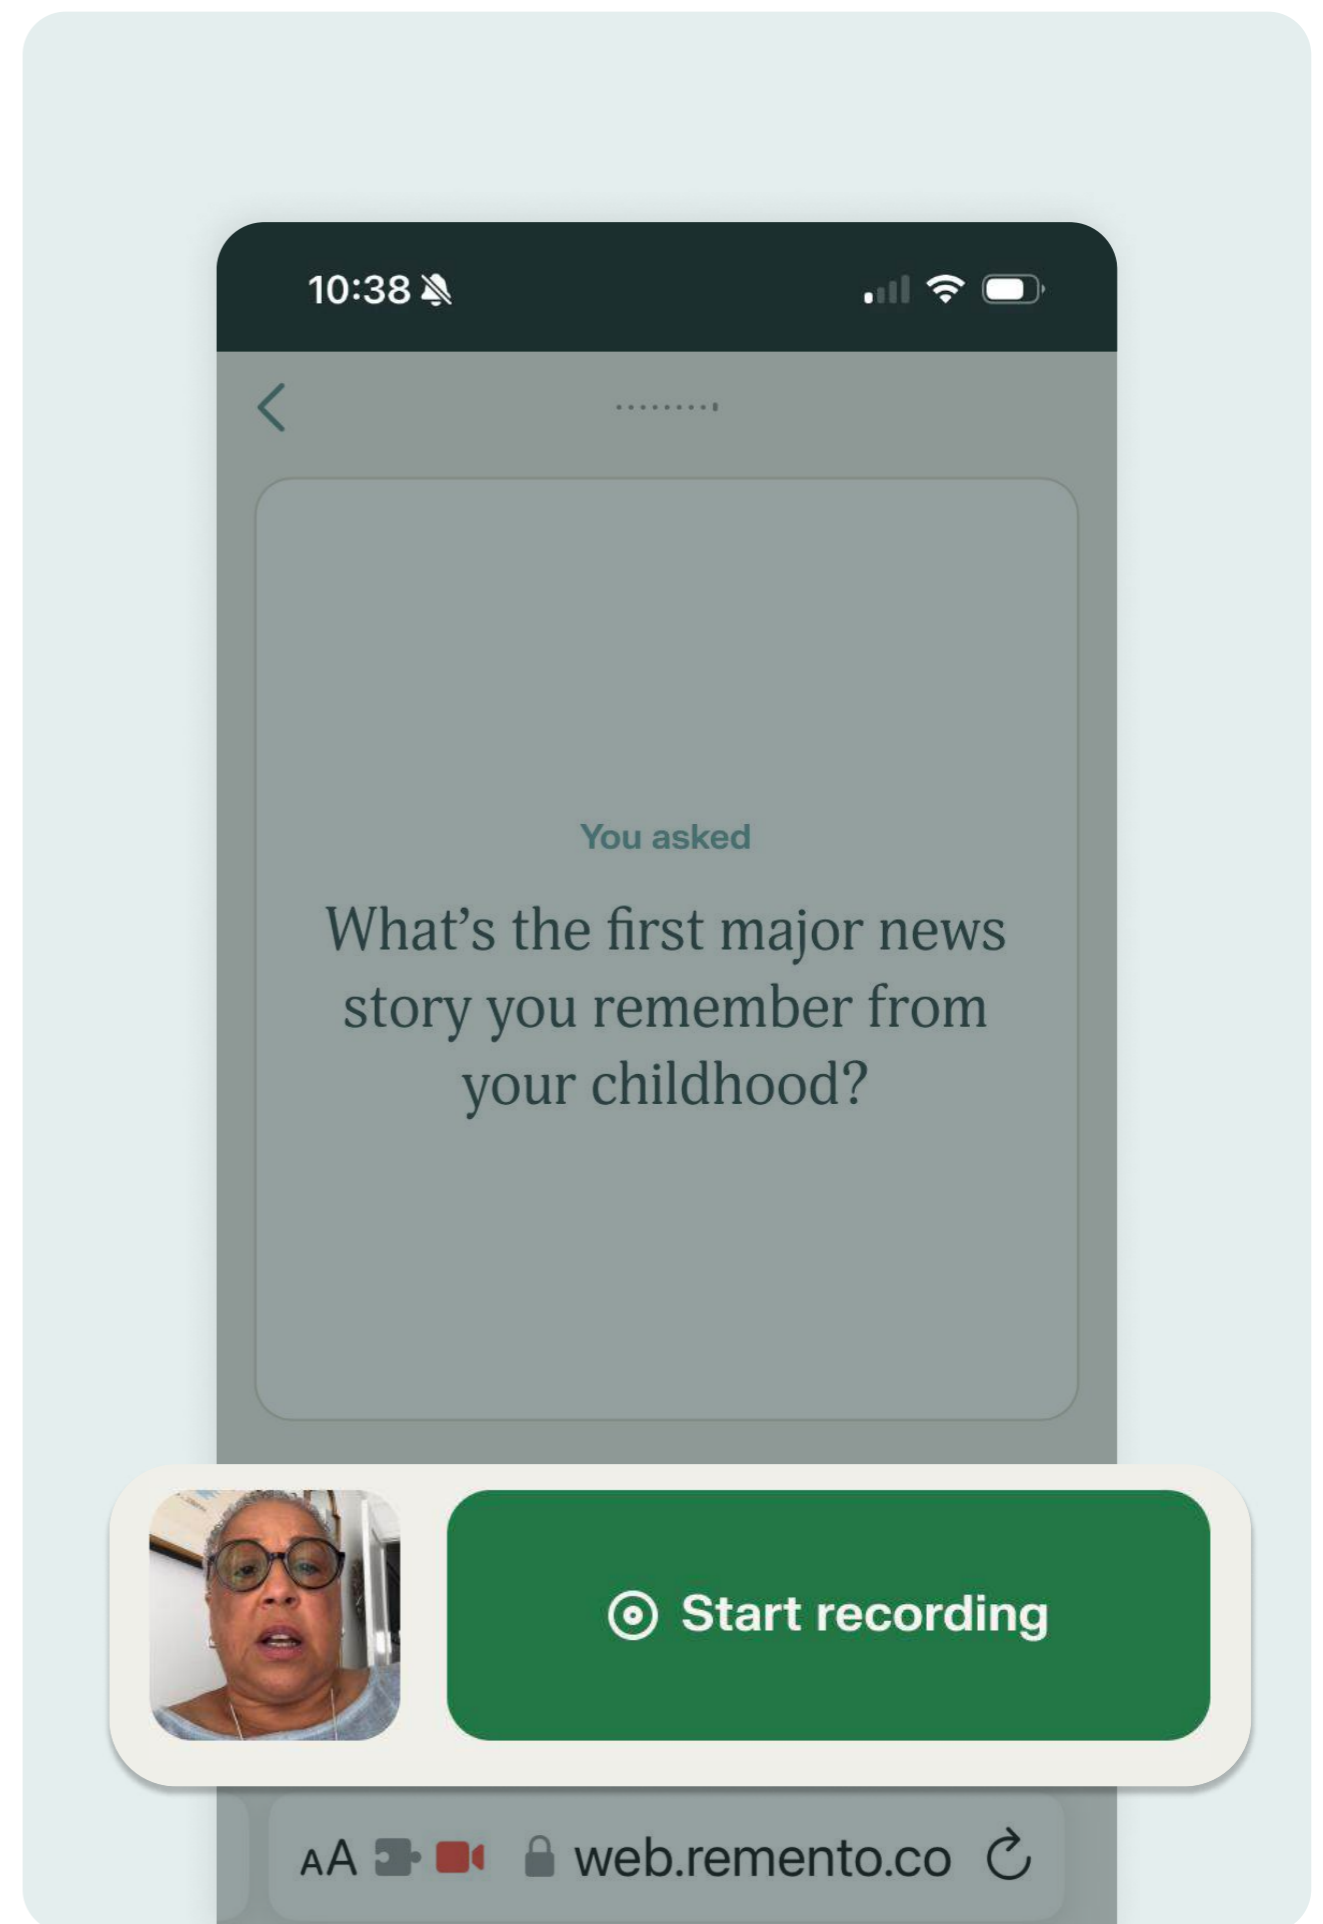 10:38
You asked
What’s the first major news
story you remember from
your childhood?
Start recording
AA web.remento.co